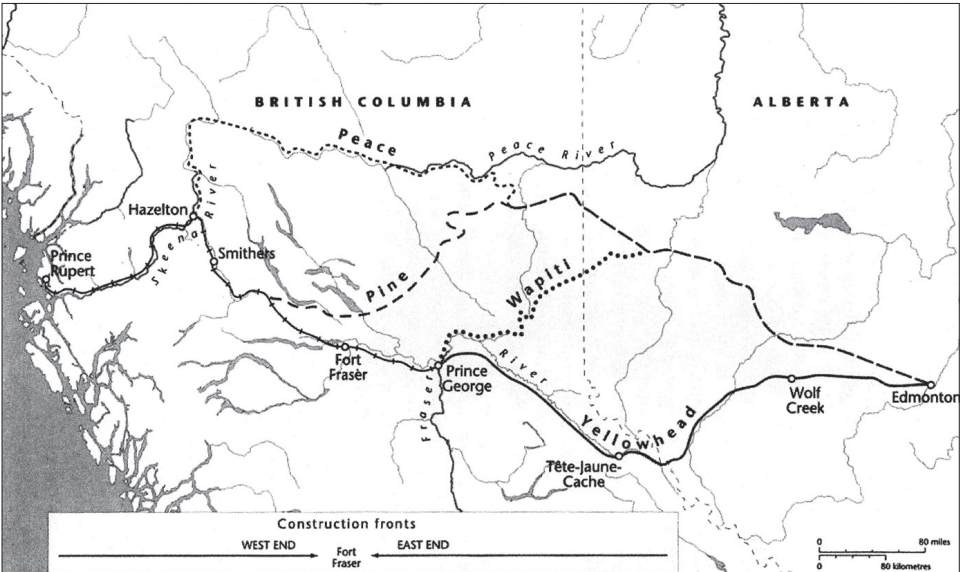 BRITISH COLUMBIA
ALBERTA
Peace
Peace River
Hazelton
Skeena River
Smithers
Prince
Rupert
Pine
Wapiti
Fort
Fraser
Prince
George
Fraser
River
Yellowhead
Tête-Jaune-
Cache
Wolf
Creek
Edmonton
Construction fronts
WEST END
Fort
Fraser
EAST END
0 80 miles
0 80 kilometres